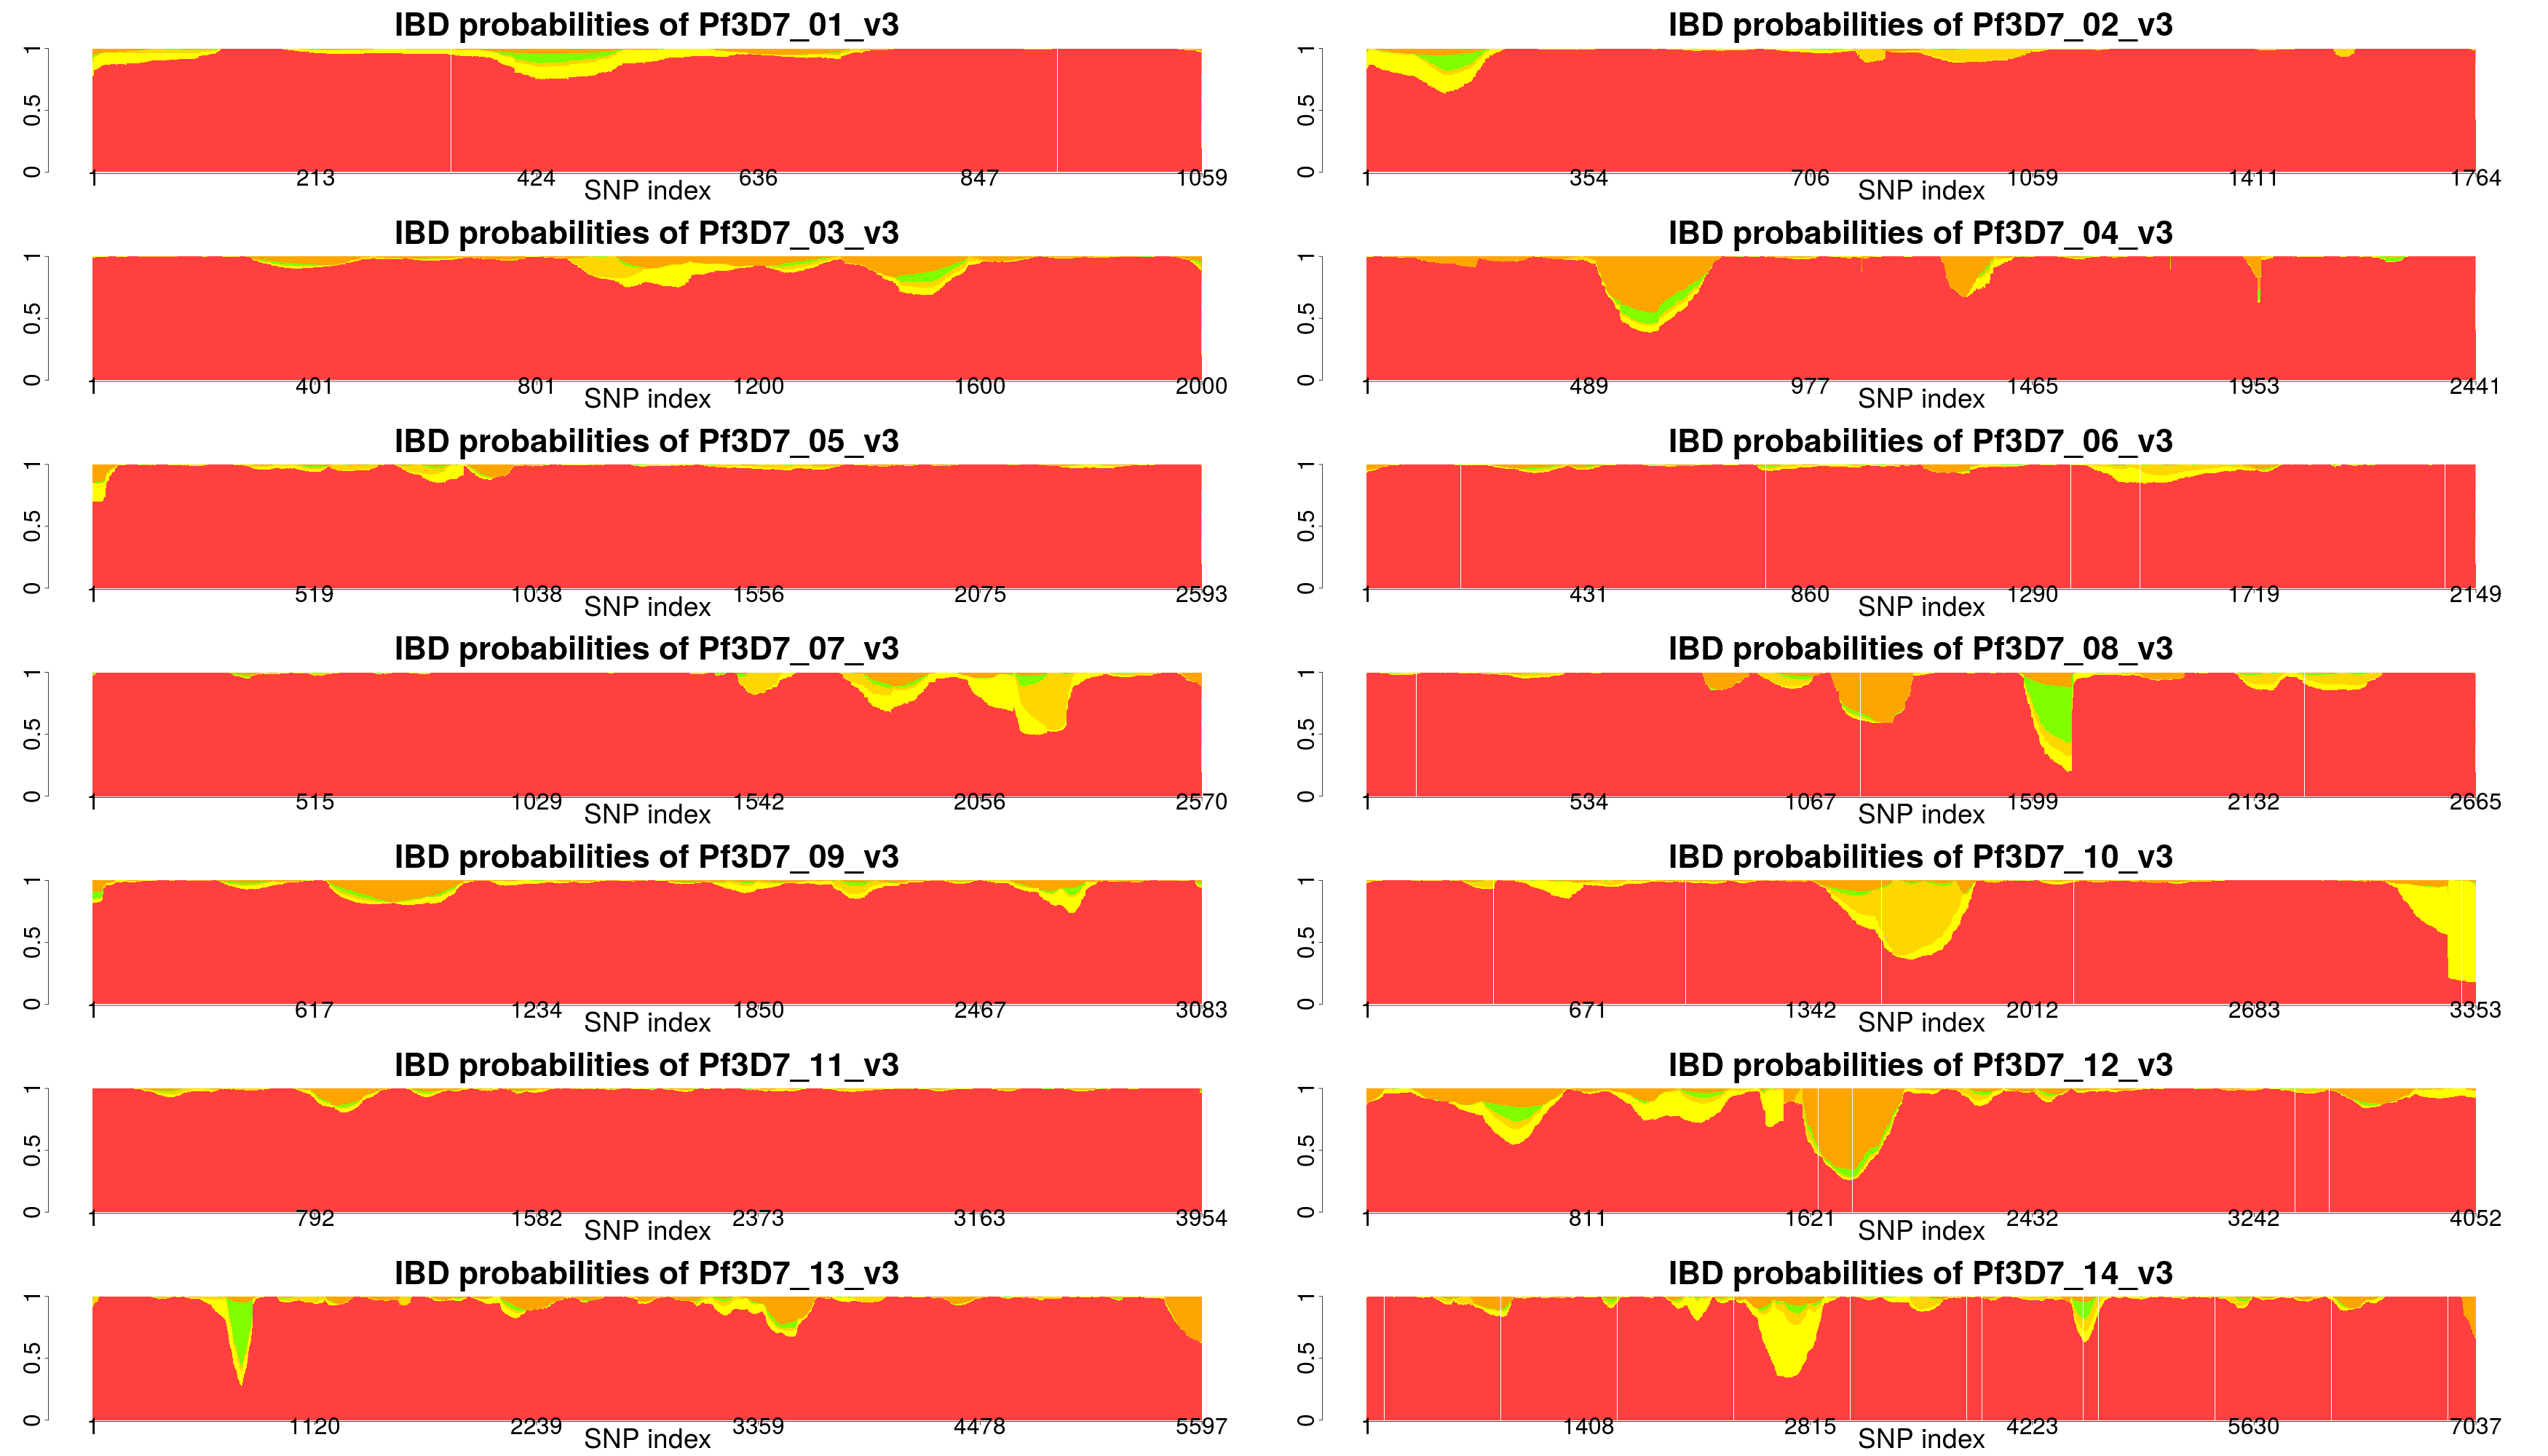 IBD probabilities of Pf3D7_01_v3
0 0.5 1
1 213 424 636 847 1059
SNP index
IBD probabilities of Pf3D7_02_v3
0 0.5 1
1 354 706 1059 1411 1764
SNP index
IBD probabilities of Pf3D7_03_v3
0 0.5 1
1 401 801 1200 1600 2000
SNP index
IBD probabilities of Pf3D7_04_v3
0 0.5 1
1 489 977 1465 1953 2441
SNP index
IBD probabilities of Pf3D7_05_v3
0 0.5 1
1 519 1038 1556 2075 2593
SNP index
IBD probabilities of Pf3D7_06_v3
0 0.5 1
1 431 860 1290 1719 2149
SNP index
IBD probabilities of Pf3D7_07_v3
0 0.5 1
1 515 1029 1542 2056 2570
SNP index
IBD probabilities of Pf3D7_08_v3
0 0.5 1
1 534 1067 1599 2132 2665
SNP index
IBD probabilities of Pf3D7_09_v3
0 0.5 1
1 617 1234 1850 2467 3083
SNP index
IBD probabilities of Pf3D7_10_v3
0 0.5 1
1 671 1342 2012 2683 3353
SNP index
IBD probabilities of Pf3D7_11_v3
0 0.5 1
1 792 1582 2373 3163 3954
SNP index
IBD probabilities of Pf3D7_12_v3
0 0.5 1
1 811 1621 2432 3242 4052
SNP index
IBD probabilities of Pf3D7_13_v3
0 0.5 1
1 1120 2239 3359 4478 5597
SNP index
IBD probabilities of Pf3D7_14_v3
0 0.5 1
1 1408 2815 4223 5630 7037
SNP index